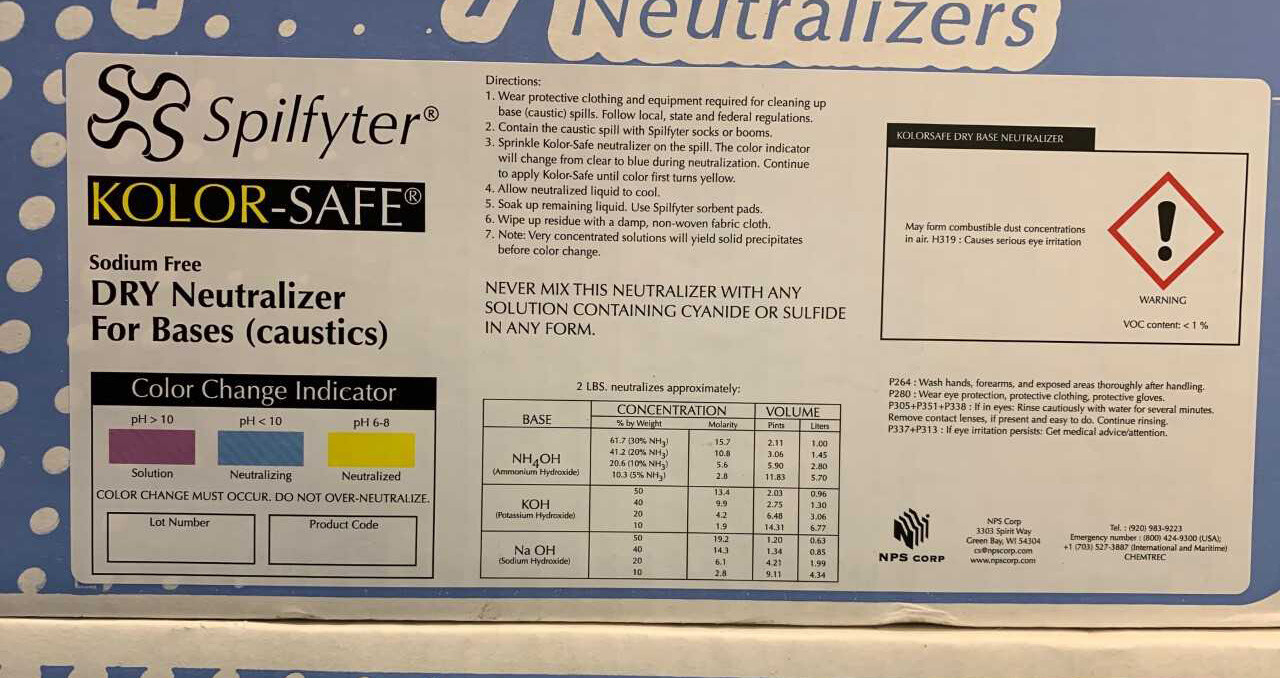 Neutralizers
Spilfyter®
KOLOR-SAFE®
Sodium Free
DRY Neutralizer
For Bases (caustics)
Color Change Indicator
pH > 10 pH < 10 pH 6-8
Solution Neutralizing Neutralized
COLOR CHANGE MUST OCCUR. DO NOT OVER-NEUTRALIZE.
Lot Number Product Code
Directions:
1. Wear protective clothing and equipment required for cleaning up
base (caustic) spills. Follow local, state and federal regulations.
2. Contain the caustic spill with Spilfyter socks or booms.
3. Sprinkle Kolor-Safe neutralizer on the spill. The color indicator
will change from clear to blue during neutralization. Continue
to apply Kolor-Safe until color first turns yellow.
4. Allow neutralized liquid to cool.
5. Soak up remaining liquid. Use Spilfyter sorbent pads.
6. Wipe up residue with a damp, non-woven fabric cloth.
7. Note: Very concentrated solutions will yield solid precipitates
before color change.
NEVER MIX THIS NEUTRALIZER WITH ANY
SOLUTION CONTAINING CYANIDE OR SULFIDE
IN ANY FORM.
2 LBS. neutralizes approximately:
BASE CONCENTRATION VOLUME
% by Weight Molarity Pints Liters
NH4OH
(Ammonium Hydroxide)
61.7 (30% NH3) 15.7 2.11 1.00
41.2 (20% NH3) 10.8 3.06 1.45
20.6 (10% NH3) 5.6 5.90 2.80
10.3 (5% NH3) 2.8 11.83 5.70
KOH
(Potassium Hydroxide)
50 13.4 2.03 0.96
40 9.9 2.75 1.30
20 4.2 6.48 3.06
10 1.9 14.31 6.77
Na OH
(Sodium Hydroxide)
50 19.2 1.20 0.63
40 14.3 1.34 0.85
20 6.1 4.21 1.99
10 2.8 9.11 4.34
KOLORSAFE DRY BASE NEUTRALIZER
May form combustible dust concentrations
in air. H319 : Causes serious eye irritation
WARNING
VOC content: < 1 %
P264 : Wash hands, forearms, and exposed areas thoroughly after handling.
P280 : Wear eye protection, protective clothing, protective gloves.
P305+P351+P338 : If in eyes: Rinse cautiously with water for several minutes.
Remove contact lenses, if present and easy to do. Continue rinsing.
P337+P313 : If eye irritation persists: Get medical advice/attention.
NPS CORP
NPS Corp
3303 Spirit Way
Green Bay, WI 54304
cs@npscorp.com
www.npscorp.com
Tel. : (920) 983-9223
Emergency number : (800) 424-9300 (USA);
+1 (703) 527-3887 (International and Maritime)
CHEMTREC